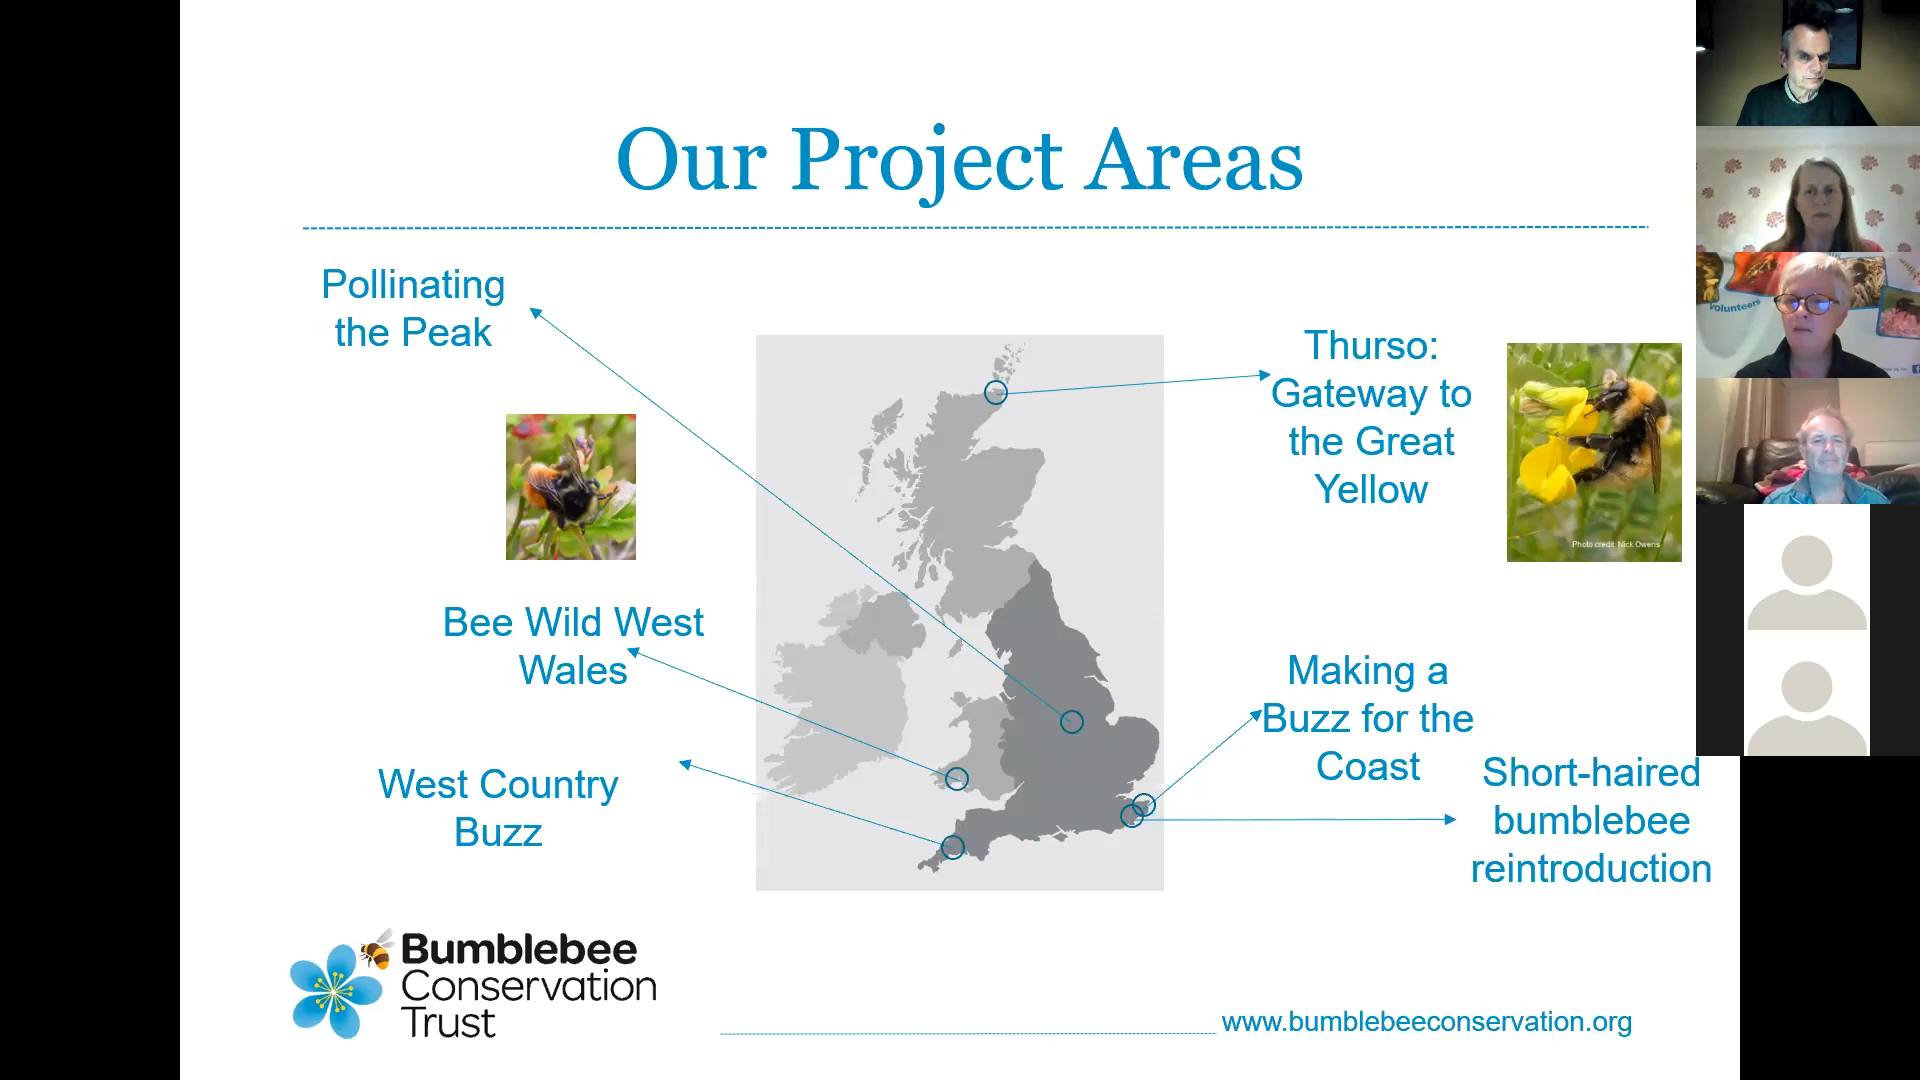 Our Project Areas
Pollinating
the Peak
Thurso:
Gateway to
the Great
Yellow
Photo credit: Nick Owens
Bee Wild West
Wales
Making a
Buzz for the
Coast
West Country
Buzz
Short-haired
bumblebee
reintroduction
Bumblebee
Conservation
Trust
www.bumblebeeconservation.org
volunteers